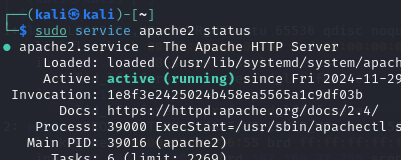 ┌──(kali㉿kali)-[~]
└─$ sudo service apache2 status
● apache2.service - The Apache HTTP Server
Loaded: loaded (/usr/lib/systemd/system/apac
Active: active (running) since Fri 2024-11-29
Invocation: 1e8f3e2425024b458ea5565a1c9df03b
Docs: https://httpd.apache.org/docs/2.4/
Process: 39000 ExecStart=/usr/sbin/apachectl s
Main PID: 39016 (apache2)
Tasks: 6 (limit: 2269)